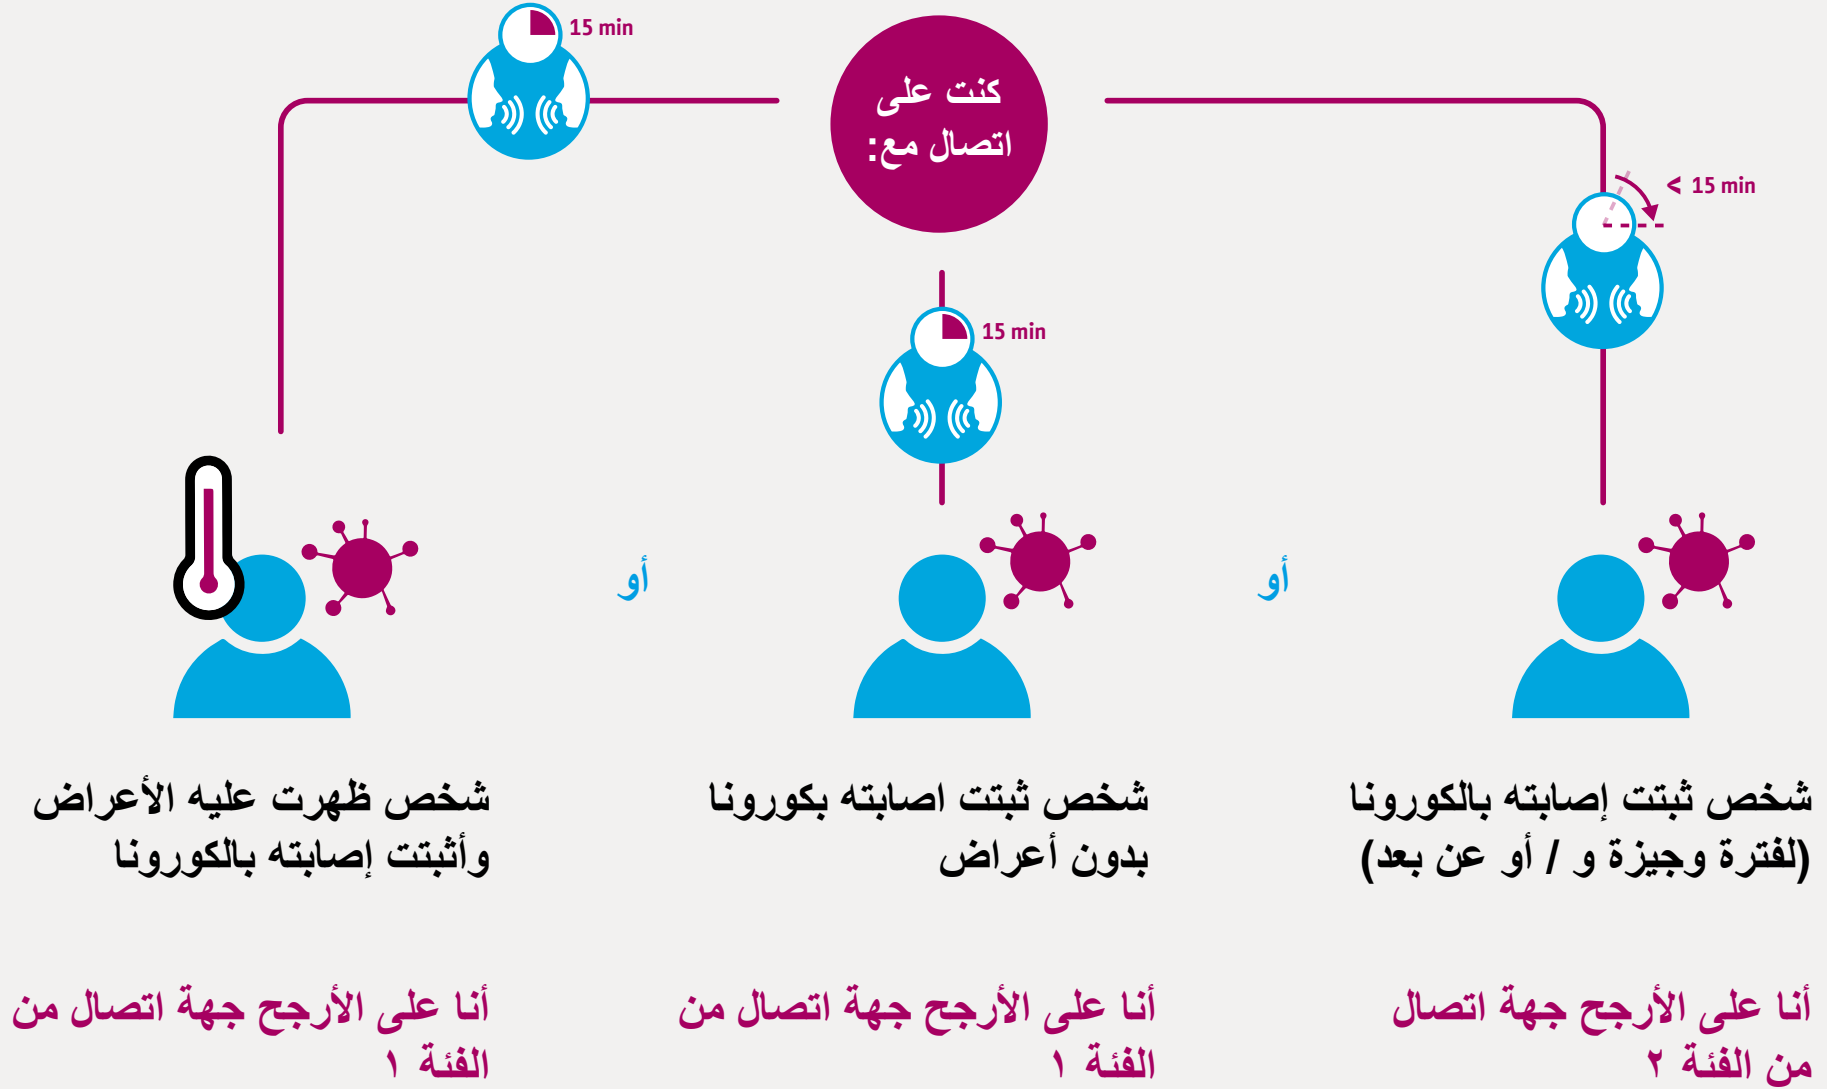 كنت على
اتصال مع:
15 min
15 min
< 15 min
أو
أو
شخص ثبتت إصابته بالكورونا
(لفترة وجيزة و / أو عن بعد)
شخص ثبتت اصابته بكورونا
بدون أعراض
شخص ظهرت عليه الأعراض
وأثبتت إصابته بالكورونا
أنا على الأرجح جهة اتصال
من الفئة ٢
أنا على الأرجح جهة اتصال من
الفئة ١
أنا على الأرجح جهة اتصال من
الفئة ١